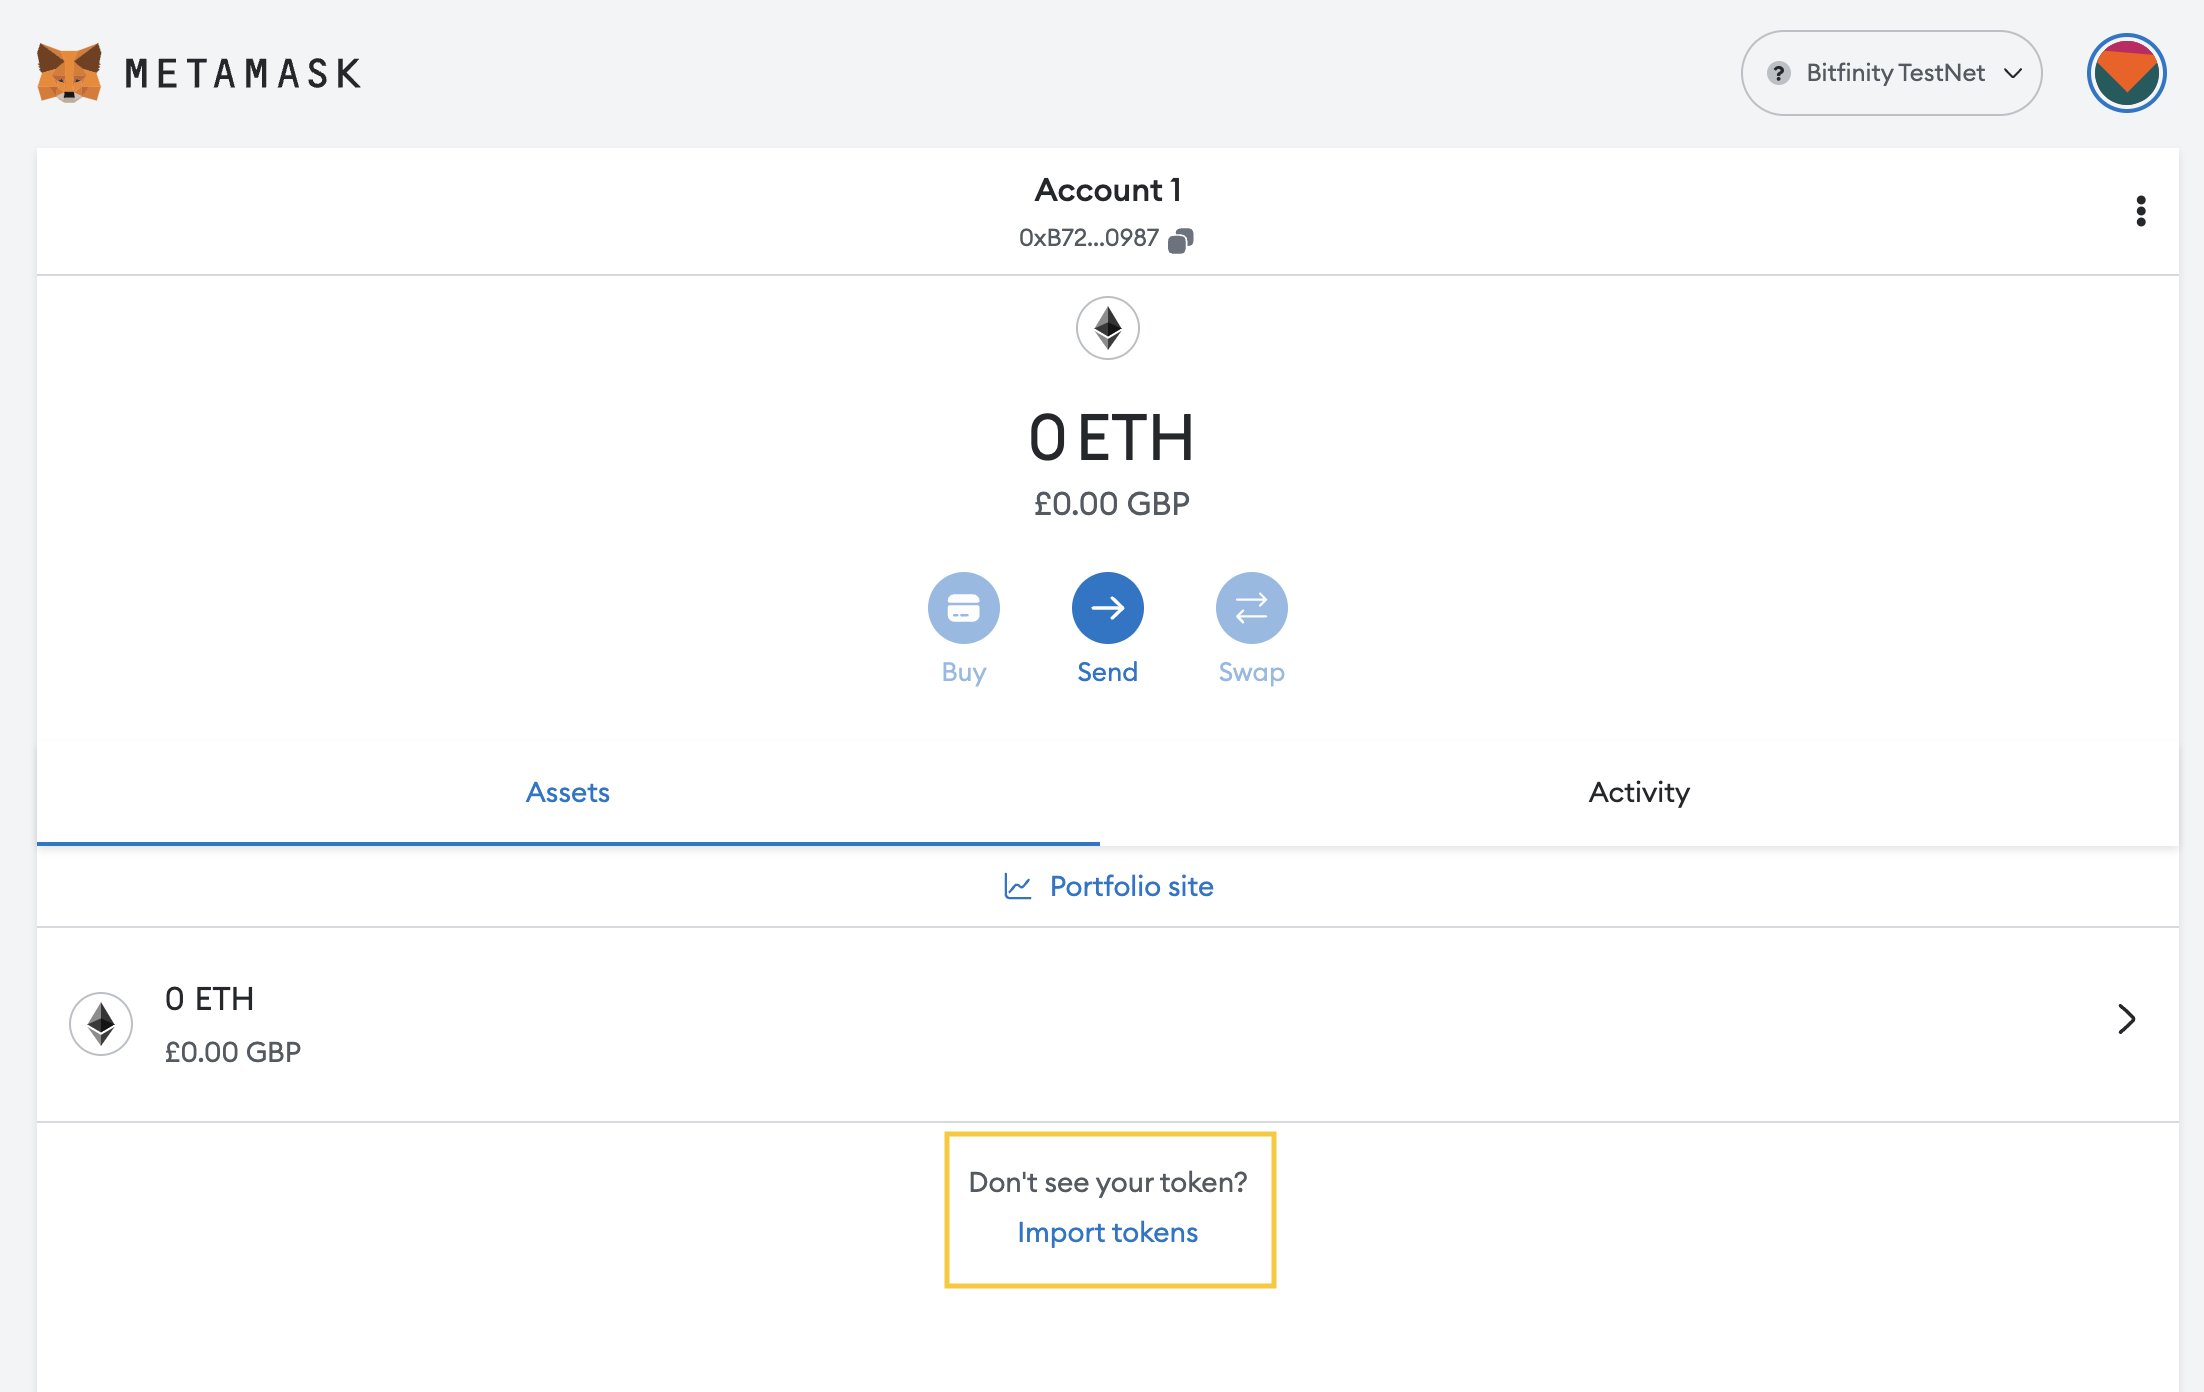 METAMASK
? Bitfinity TestNet
Account 1
0xB72...0987
0 ETH
£0.00 GBP
Buy
Send
Swap
Assets
Activity
Portfolio site
0 ETH
£0.00 GBP
Don't see your token?
Import tokens